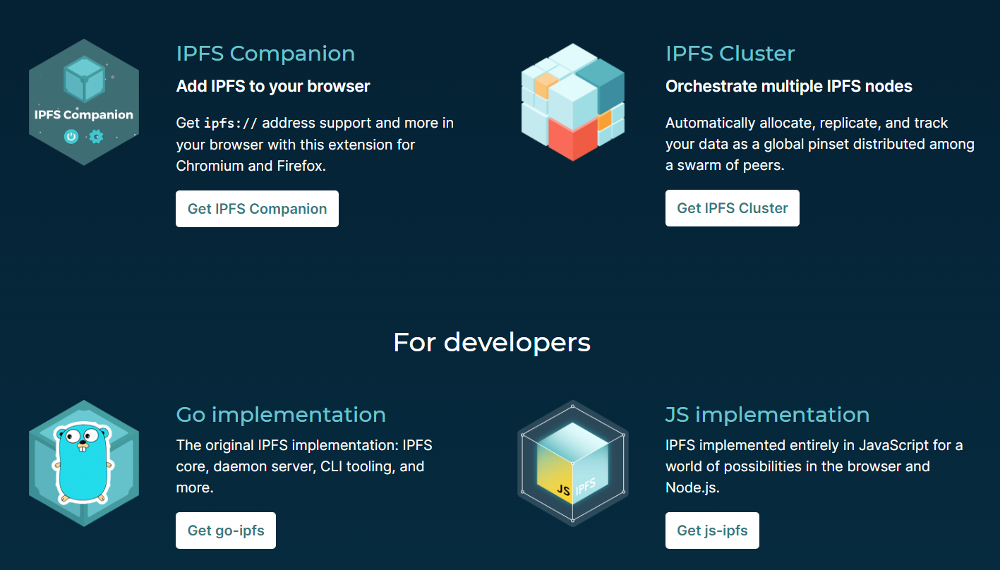 IPFS Companion
IPFS Companion
Add IPFS to your browser
Get ipfs:// address support and more in
your browser with this extension for
Chromium and Firefox.
Get IPFS Companion
IPFS Cluster
Orchestrate multiple IPFS nodes
Automatically allocate, replicate, and track
your data as a global pinset distributed among
a swarm of peers.
Get IPFS Cluster
For developers
Go implementation
The original IPFS implementation: IPFS
core, daemon server, CLI tooling, and
more.
Get go-ipfs
JS IPFS
JS implementation
IPFS implemented entirely in JavaScript for a
world of possibilities in the browser and
Node.js.
Get js-ipfs